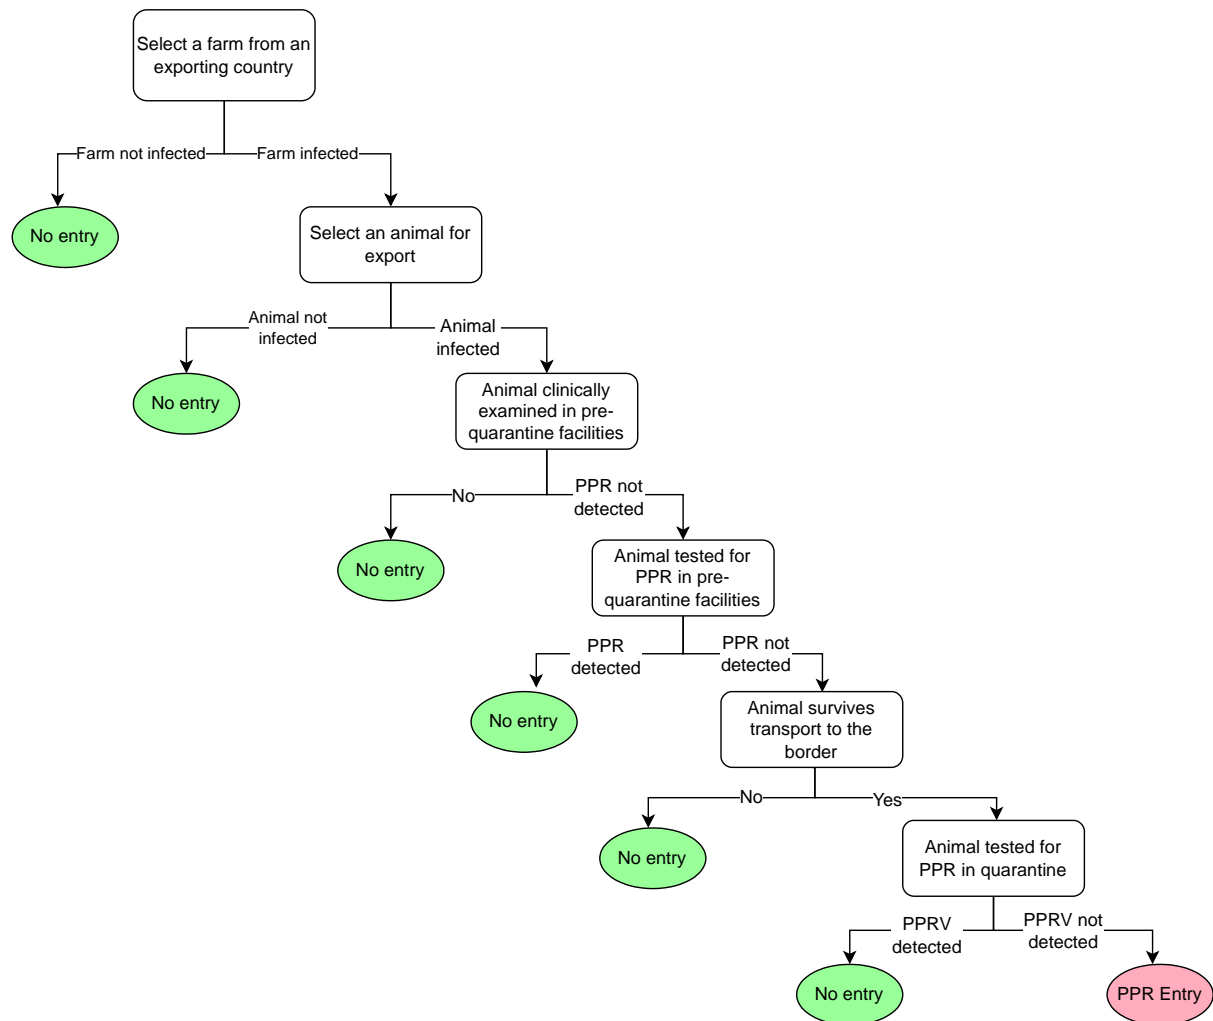 Select a farm from an
exporting country
Farm not infected
Farm infected
No entry
Select an animal for
export
Animal not
infected
Animal
infected
No entry
Animal clinically
examined in pre-
quarantine facilities
No
PPR not
detected
No entry
Animal tested for
PPR in pre-
quarantine facilities
PPR
detected
PPR not
detected
No entry
Animal survives
transport to the
border
No
Yes
No entry
Animal tested for
PPR in quarantine
PPRV
detected
PPRV not
detected
No entry
PPR Entry